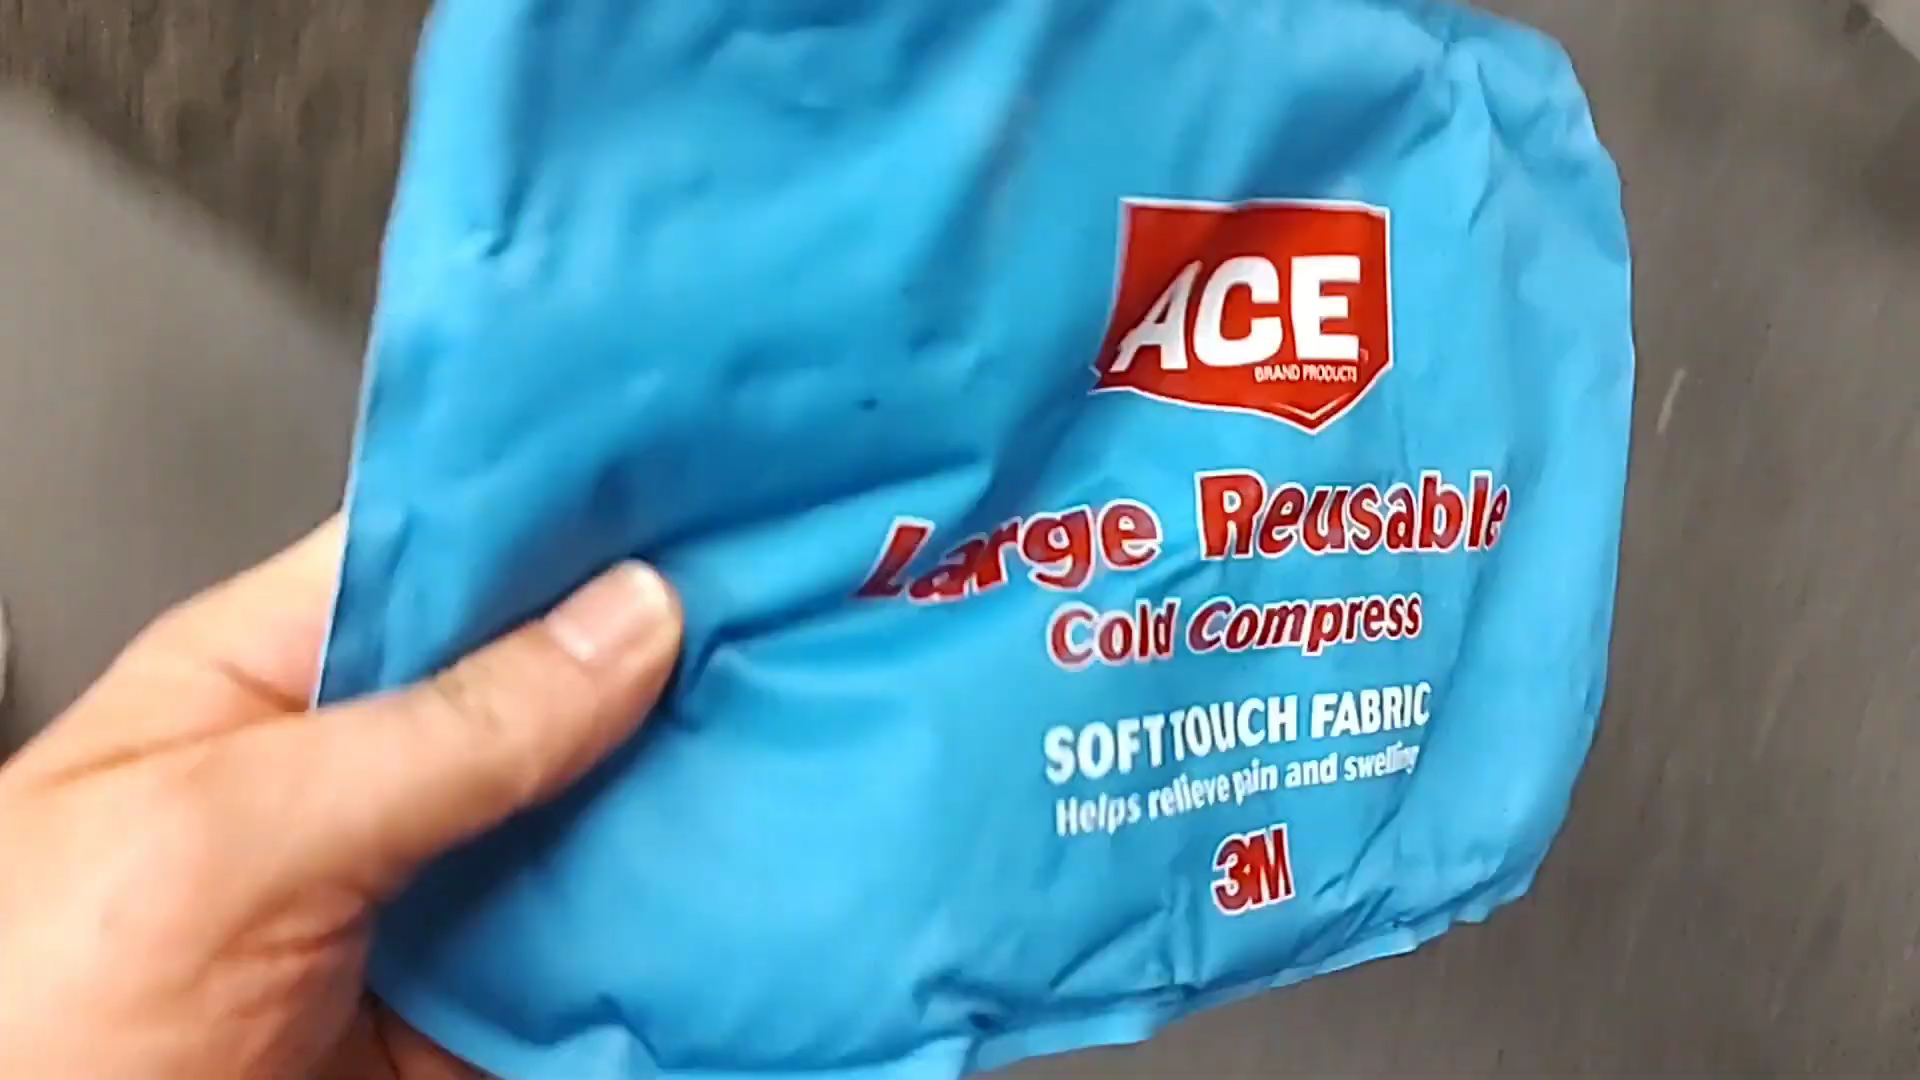 ACE
BRAND PRODUCTS
Large Reusable
Cold Compress
SOFT TOUCH FABRIC
Helps relieve pain and swelling
3M